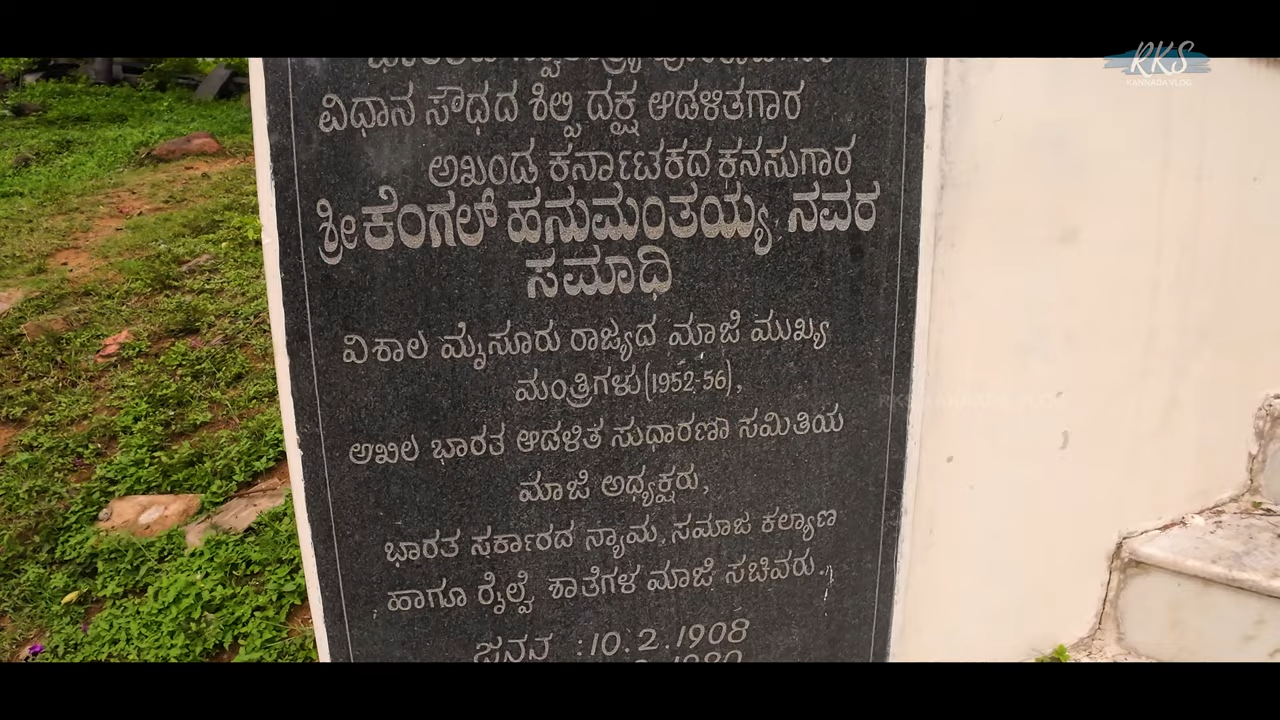 RKS
KANNADA VLOG
ವಿಧಾನ ಸೌಧದ ಶಿಲ್ಪಿ ದಕ್ಷ ಆಡಳಿತಗಾರ
ಅಖಂಡ ಕರ್ನಾಟಕದ ಕನಸುಗಾರ
ಶ್ರೀ ಕೆಂಗಲ್ ಹನುಮಂತಯ್ಯ ನವರ
ಸಮಾಧಿ
ವಿಶಾಲ ಮೈಸೂರು ರಾಜ್ಯದ ಮಾಜಿ ಮುಖ್ಯ
ಮಂತ್ರಿಗಳು(1952-56),
ಅಖಿಲ ಭಾರತ ಆಡಳಿತ ಸುಧಾರಣಾ ಸಮಿತಿಯ
ಮಾಜಿ ಅಧ್ಯಕ್ಷರು,
ಭಾರತ ಸರ್ಕಾರದ ನ್ಯಾಯ, ಸಮಾಜ ಕಲ್ಯಾಣ
ಹಾಗೂ ರೈಲ್ವೆ ಖಾತೆಗಳ ಮಾಜಿ ಸಚಿವರು.
ಜನನ :10.2.1908